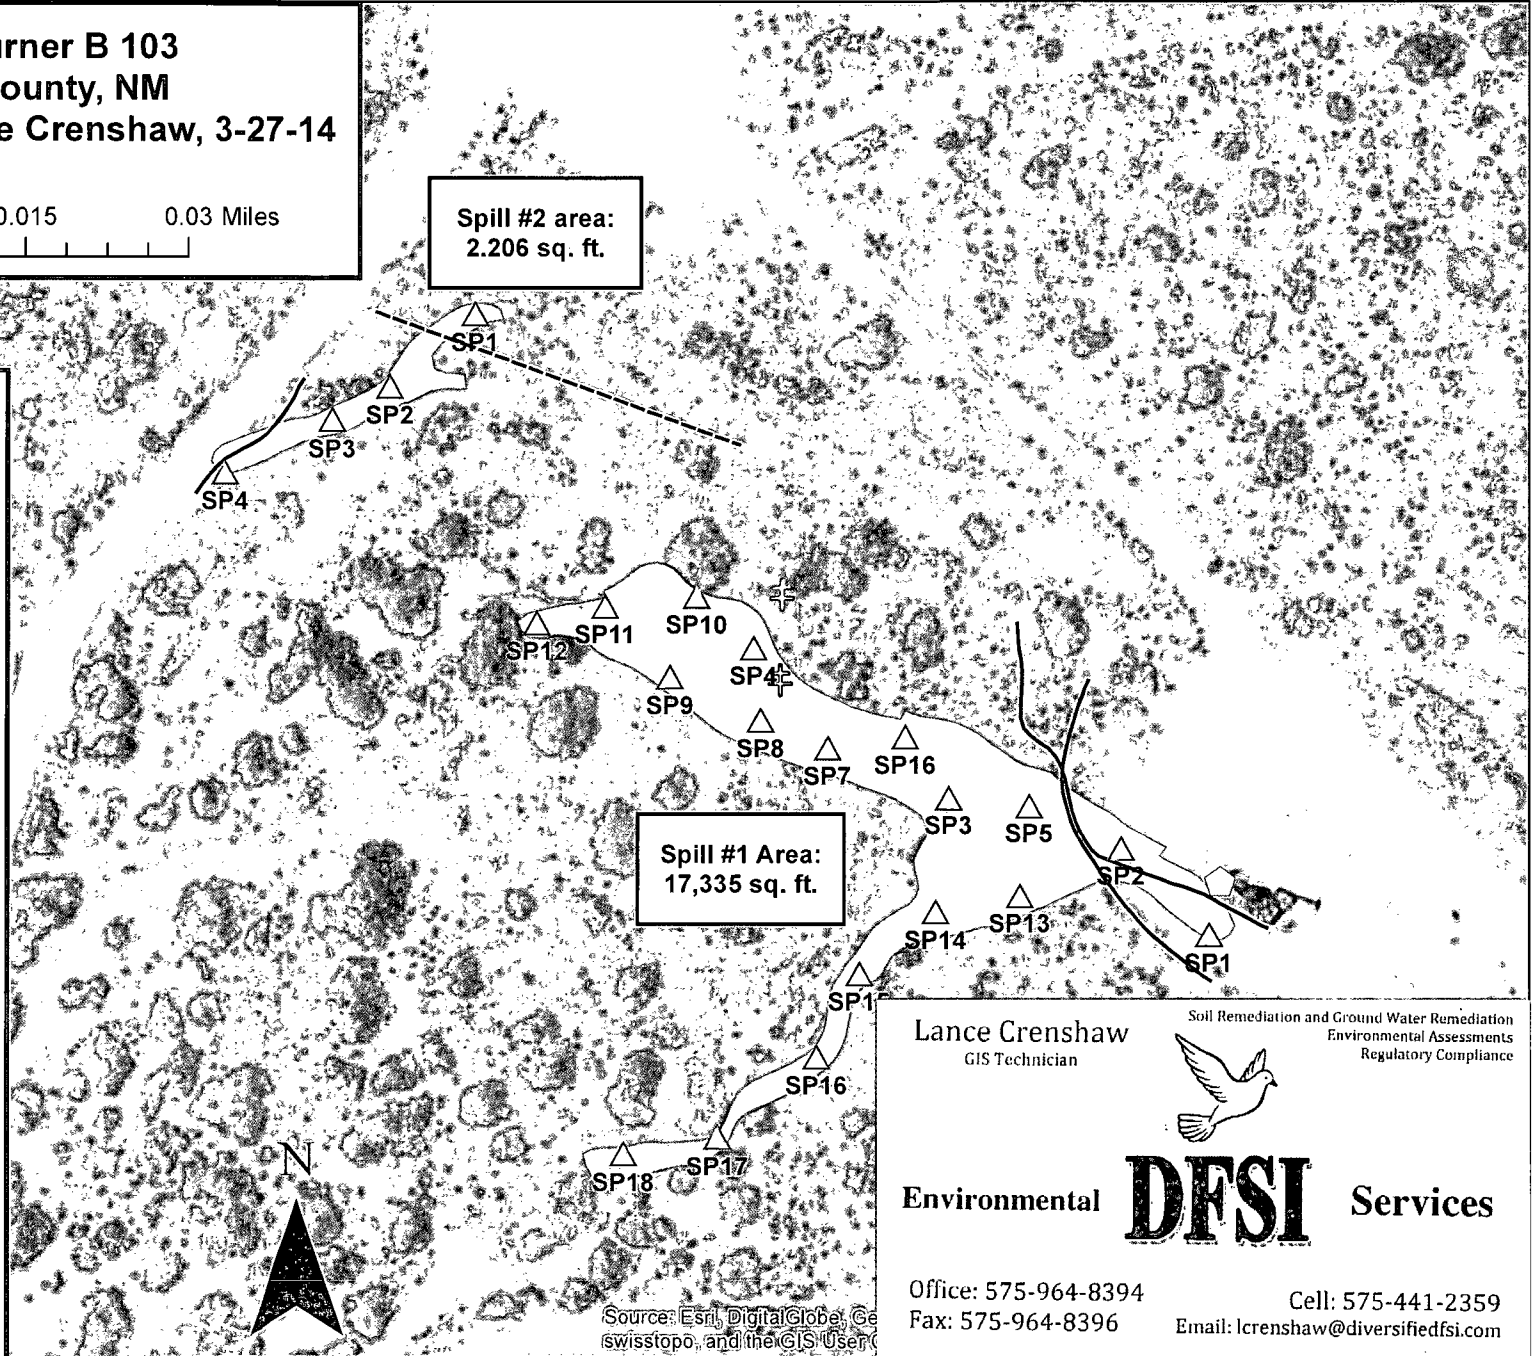 urner B 103
ounty, NM
e Crenshaw, 3-27-14
0.015 0.03 Miles
Spill #2 area:
2.206 sq. ft.
SP1
SP2
SP3
SP4
SP10
SP11
SP12
SP4
SP9
SP8
SP7
SP16
SP3
SP5
Spill #1 Area:
17,335 sq. ft.
SP2
SP13
SP14
SP1
SP15
SP16
SP17
SP18
N
Source: Esri, DigitalGlobe, Ge
swisstopo, and the GIS User C
Lance Crenshaw
GIS Technician
Soil Remediation and Ground Water Remediation
Environmental Assessments
Regulatory Compliance
Environmental DFSI Services
Office: 575-964-8394
Fax: 575-964-8396
Cell: 575-441-2359
Email: lcrenshaw@diversifiedfsi.com